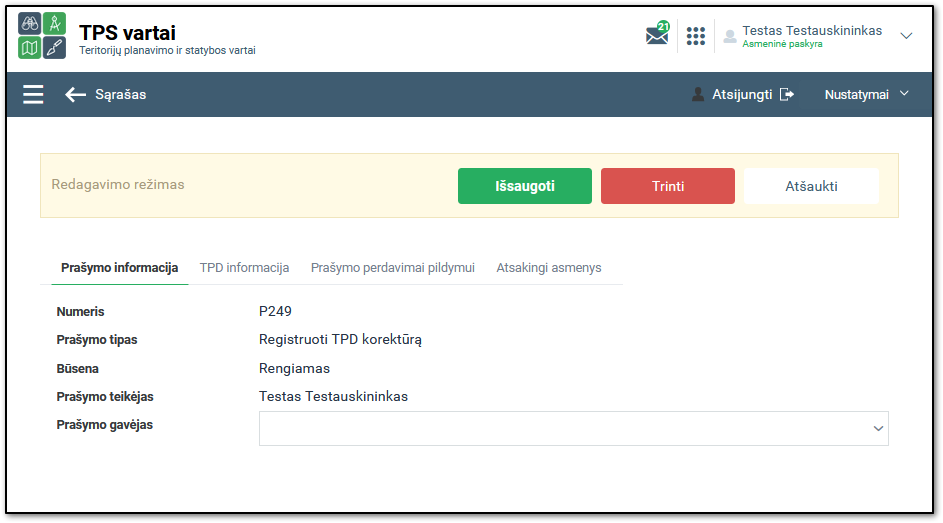 TPS vartai
Teritorijų planavimo ir statybos vartai
21
Testas Testauskininkas
Asmeninė paskyra
Sąrašas
Atsijungti
Nustatymai
Redagavimo režimas
Išsaugoti
Trinti
Atšaukti
Prašymo informacija TPD informacija Prašymo perdavimai pildymui Atsakingi asmenys
Numeris P249
Prašymo tipas Registruoti TPD korektūrą
Būsena Rengiamas
Prašymo teikėjas Testas Testauskininkas
Prašymo gavėjas